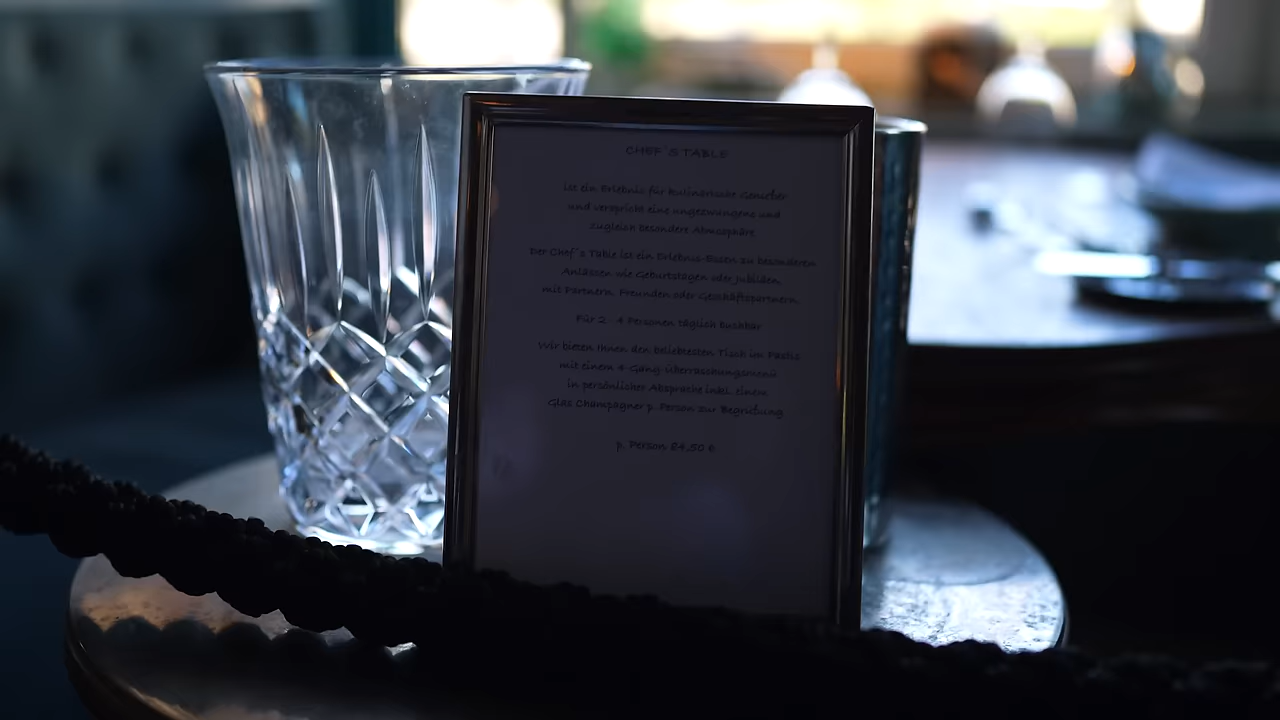 CHEF´S TABLE
ist ein Erlebnis für kulinarische Genießer
und verspricht eine ungezwungene und
zugleich besondere Atmosphäre
Der Chef´s Table ist ein Erlebnis-Essen zu besonderen
Anlässen wie Geburtstagen oder Jubiläen,
mit Partnern, Freunden oder Geschäftspartnern.
Für 2 - 4 Personen täglich buchbar
Wir bieten Ihnen den beliebtesten Tisch im
mit einem 4-Gang-Überraschungsmenü
in persönlicher Absprache inkl. einem
Glas Champagner p. Person zur Begrüßung
p. Person 84,50 €